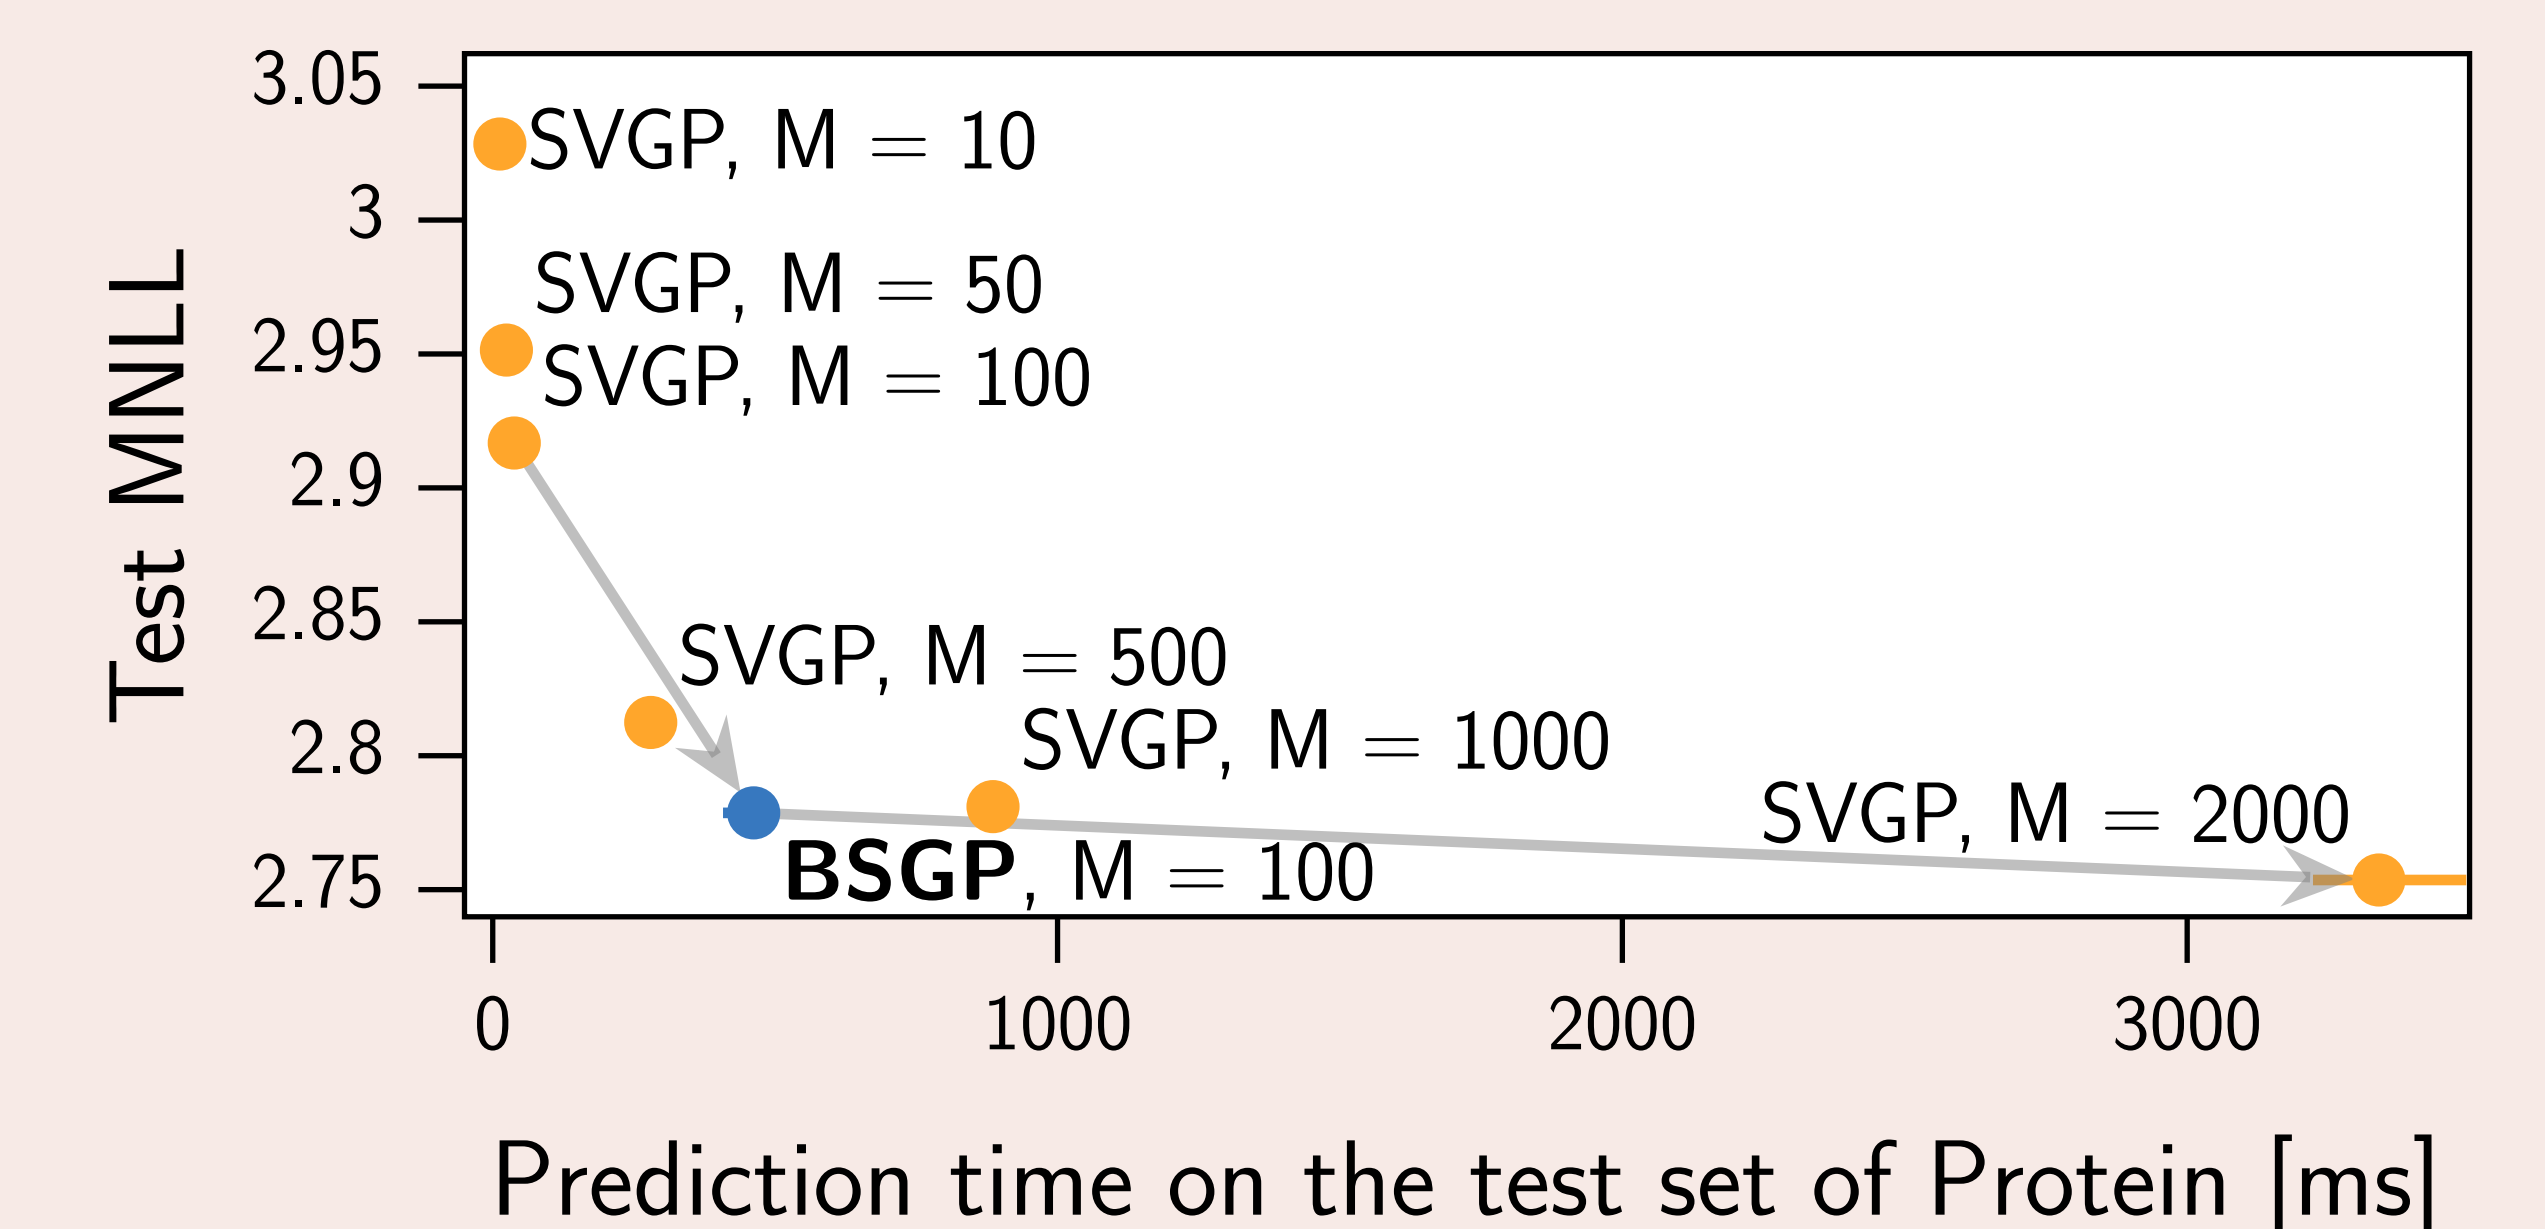 3.05
3
2.95
2.9
2.85
2.8
2.75
Test MNLL
SVGP, M = 10
SVGP, M = 50
SVGP, M = 100
SVGP, M = 500
SVGP, M = 1000
SVGP, M = 2000
BSGP, M = 100
0 1000 2000 3000
Prediction time on the test set of Protein [ms]